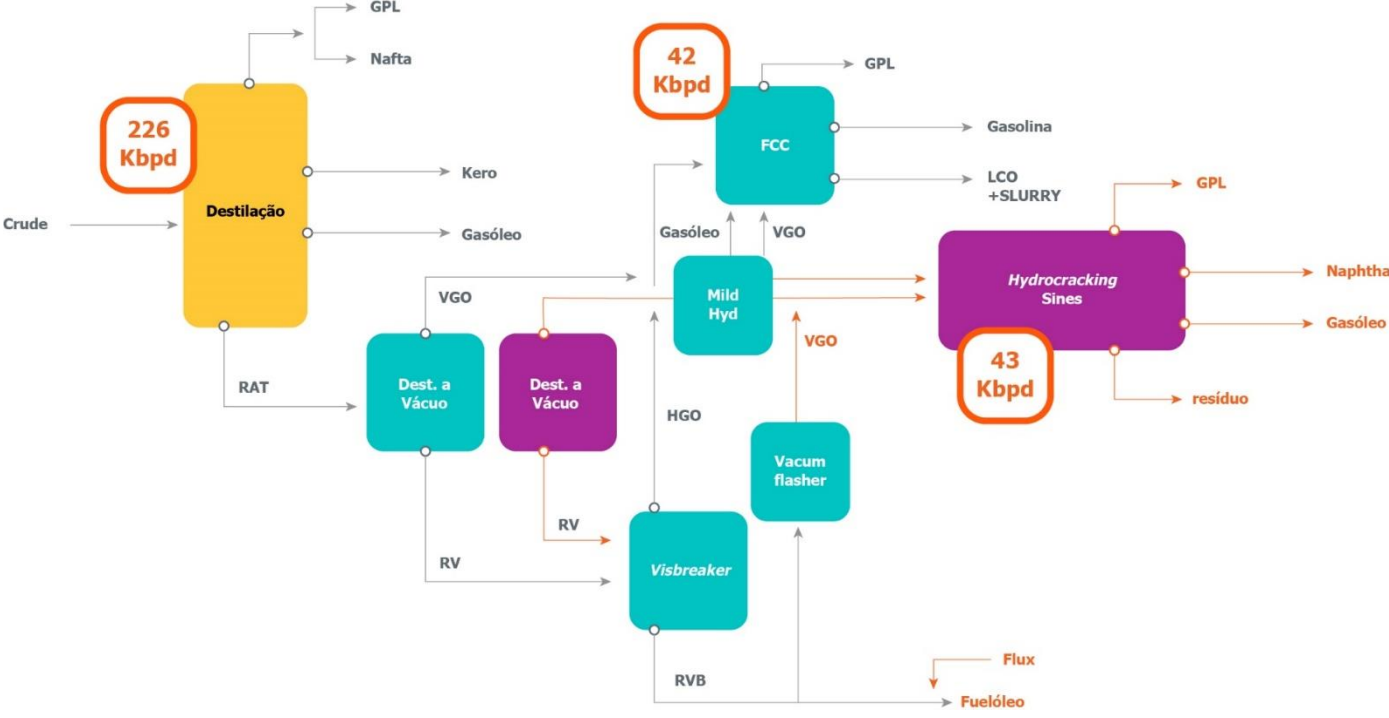 GPL
Nafta
42
Kbpd
GPL
226
Kbpd
FCC
Gasolina
Kero
LCO
+SLURRY
GPL
Destilação
Crude
Gasóleo
Gasóleo
VGO
Hydrocracking
Sines
Naphtha
VGO
Mild
Hyd
Gasóleo
VGO
43
Kbpd
RAT
Dest. a
Vácuo
Dest. a
Vácuo
resíduo
HGO
Vacum
flasher
RV
RV
Visbreaker
Flux
RVB
Fuelóleo